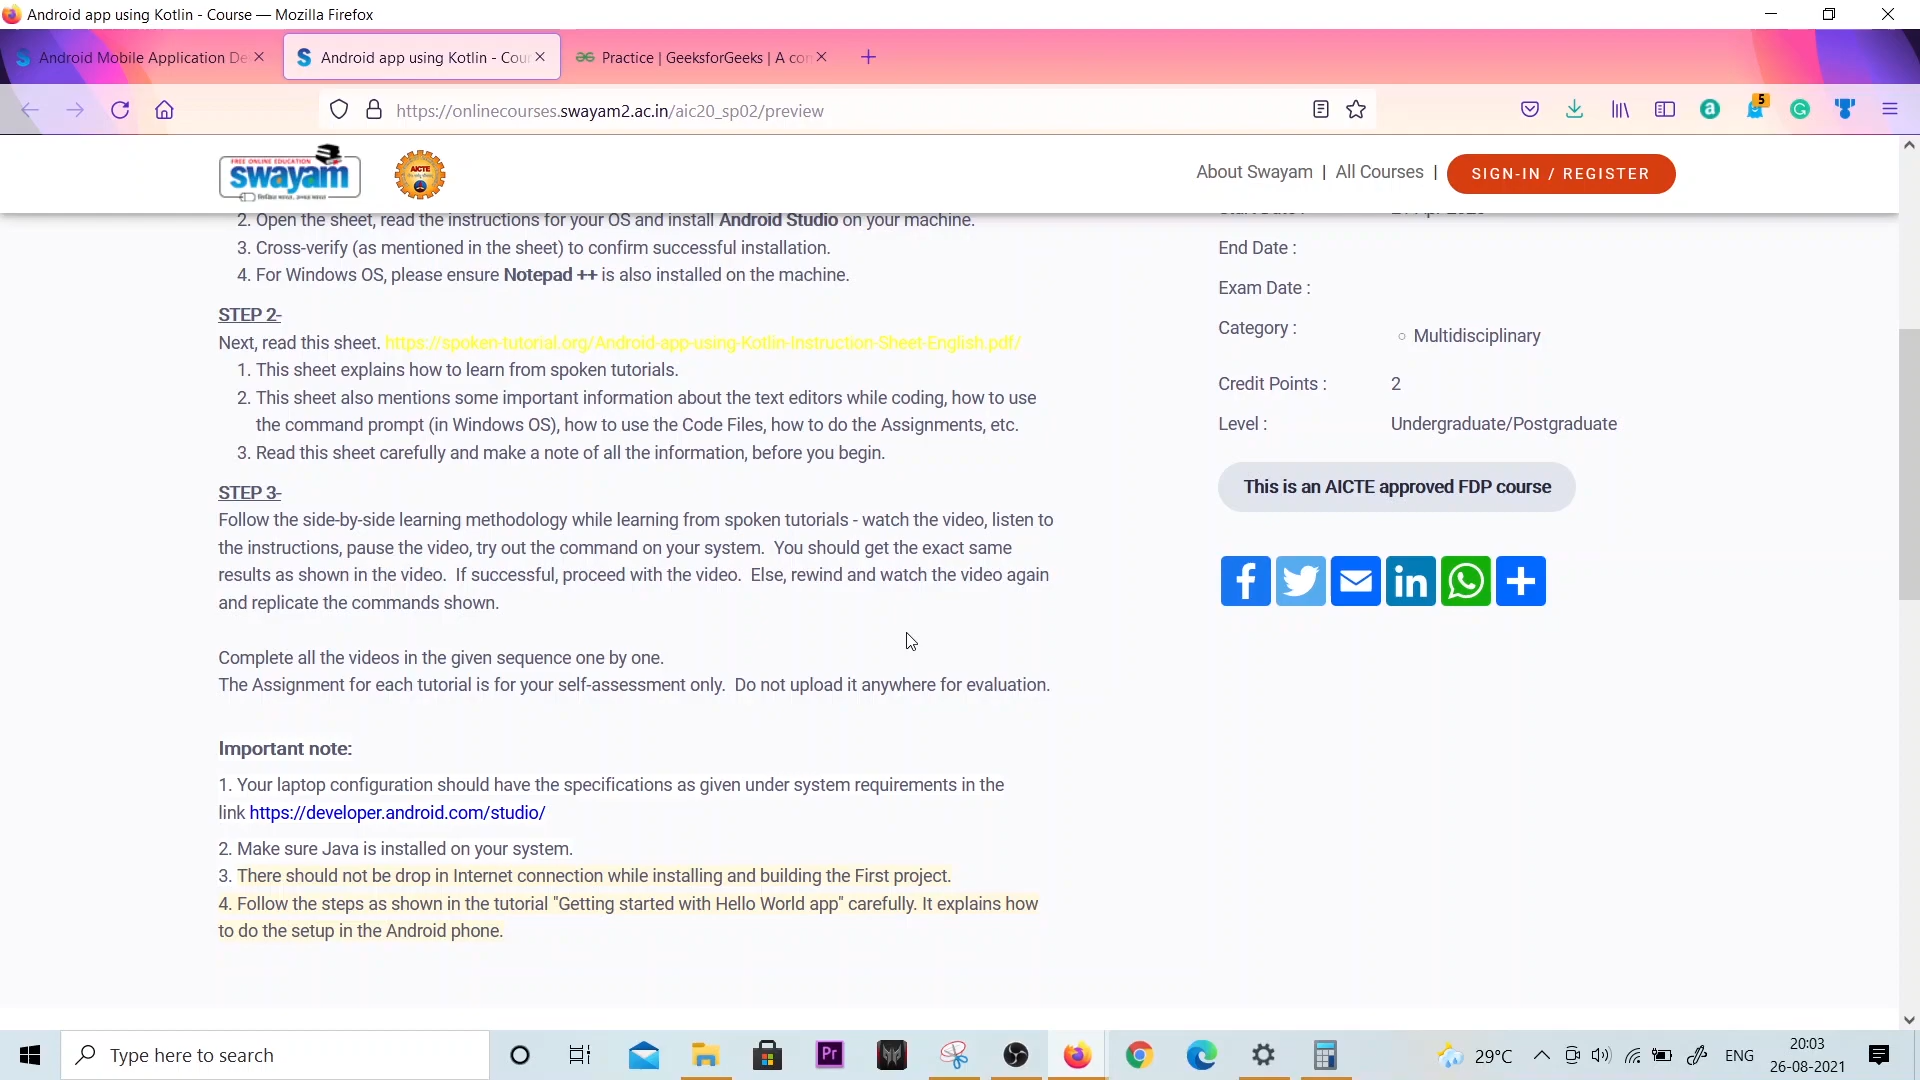 Android app using Kotlin - Course — Mozilla Firefox
Android Mobile Application De
Android app using Kotlin - Cour
Practice | GeeksforGeeks | A con
https://onlinecourses.swayam2.ac.in/aic20_sp02/preview
5
FREE ONLINE EDUCATION
swayam
AICTE
About Swayam | All Courses |
SIGN-IN / REGISTER
2. Open the sheet, read the instructions for your OS and install Android Studio on your machine.
3. Cross-verify (as mentioned in the sheet) to confirm successful installation.
4. For Windows OS, please ensure Notepad ++ is also installed on the machine.
STEP 2-
Next, read this sheet. https://spoken-tutorial.org/Android-app-using-Kotlin-Instruction-Sheet-English.pdf/
1. This sheet explains how to learn from spoken tutorials.
2. This sheet also mentions some important information about the text editors while coding, how to use
the command prompt (in Windows OS), how to use the Code Files, how to do the Assignments, etc.
3. Read this sheet carefully and make a note of all the information, before you begin.
STEP 3-
Follow the side-by-side learning methodology while learning from spoken tutorials - watch the video, listen to
the instructions, pause the video, try out the command on your system. You should get the exact same
results as shown in the video. If successful, proceed with the video. Else, rewind and watch the video again
and replicate the commands shown.
Complete all the videos in the given sequence one by one.
The Assignment for each tutorial is for your self-assessment only. Do not upload it anywhere for evaluation.
Important note:
1. Your laptop configuration should have the specifications as given under system requirements in the
link https://developer.android.com/studio/
2. Make sure Java is installed on your system.
3. There should not be drop in Internet connection while installing and building the First project.
4. Follow the steps as shown in the tutorial "Getting started with Hello World app" carefully. It explains how
to do the setup in the Android phone.
End Date :
Exam Date :
Category :
Multidisciplinary
Credit Points : 2
Level : Undergraduate/Postgraduate
This is an AICTE approved FDP course
Type here to search
Pr
29°C
ENG
20:03
26-08-2021